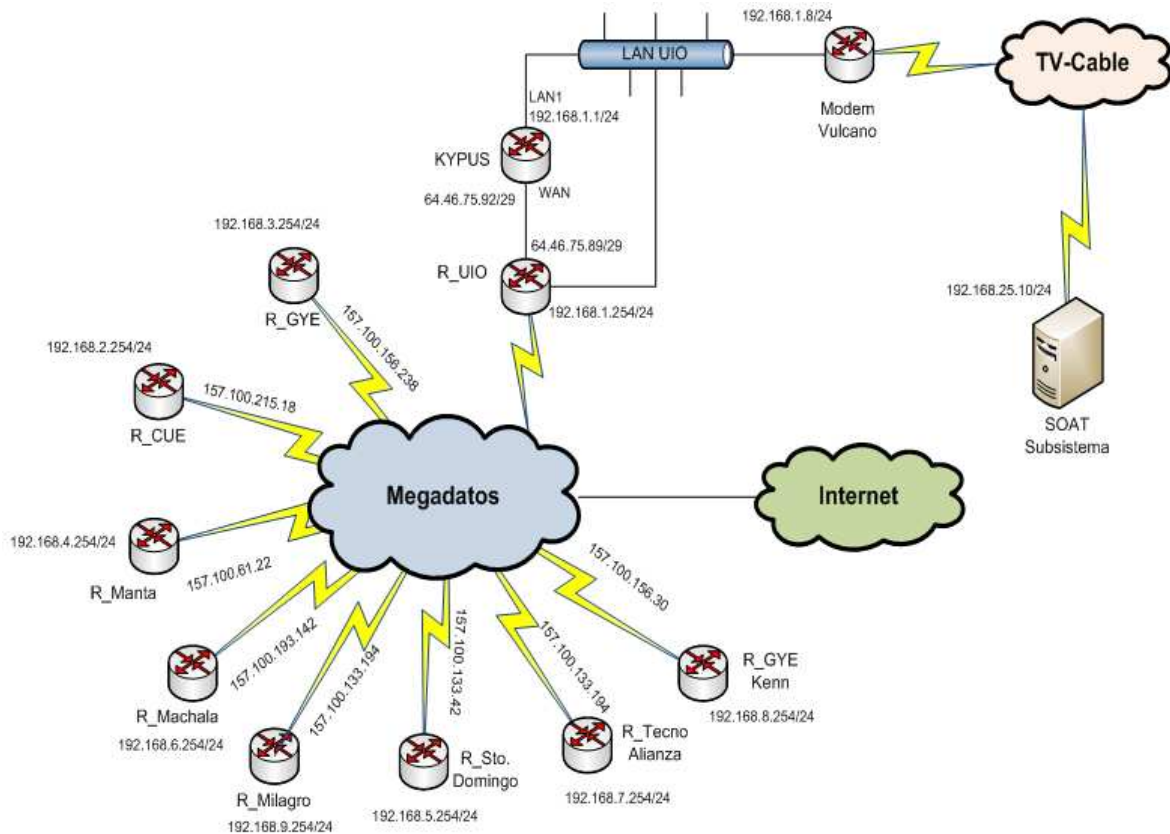 192.168.1.8/24
LAN UIO
TV-Cable
Modem
Vulcano
LAN1
192.168.1.1/24
KYPUS
WAN
64.46.75.92/29
192.168.3.254/24
64.46.75.89/29
R_UIO
192.168.1.254/24
192.168.25.10/24
R_GYE
157.100.156.238
192.168.2.254/24
157.100.215.18
R_CUE
SOAT
Subsistema
Megadatos
Internet
192.168.4.254/24
157.100.61.22
R_Manta
157.100.156.30
157.100.193.142
157.100.133.194
157.100.133.42
157.100.133.194
R_GYE
Kenn
192.168.8.254/24
R_Machala
192.168.6.254/24
R_Tecno
Alianza
R_Sto.
Domingo
192.168.7.254/24
R_Milagro
192.168.9.254/24
192.168.5.254/24